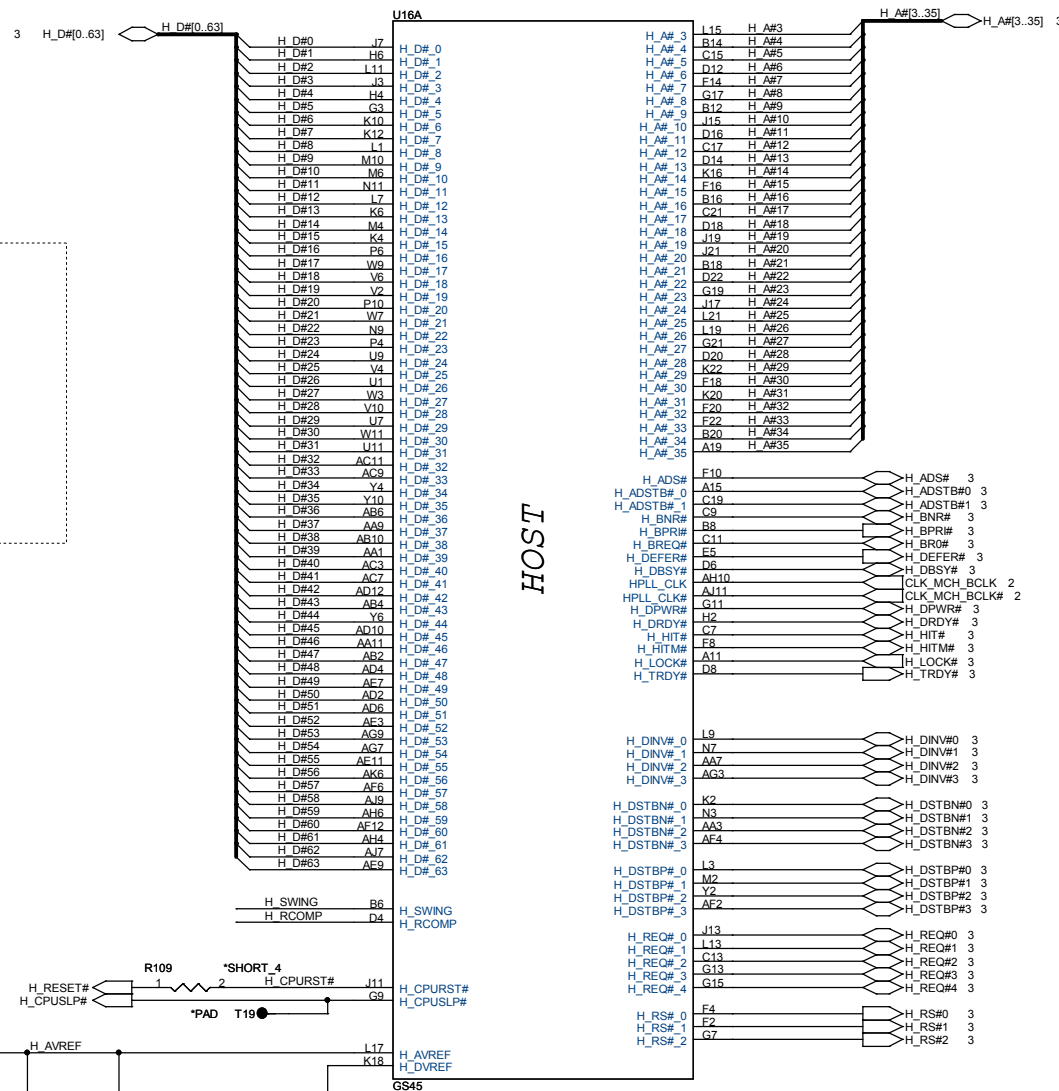 3 H_D#[0..63] H_D#[0..63]
U16A
H_D#0 J7 H_D#_0
H_D#1 H6 H_D#_1
H_D#2 L11 H_D#_2
H_D#3 J3 H_D#_3
H_D#4 H4 H_D#_4
H_D#5 G3 H_D#_5
H_D#6 K10 H_D#_6
H_D#7 K12 H_D#_7
H_D#8 L1 H_D#_8
H_D#9 M10 H_D#_9
H_D#10 M6 H_D#_10
H_D#11 N11 H_D#_11
H_D#12 L7 H_D#_12
H_D#13 K6 H_D#_13
H_D#14 M4 H_D#_14
H_D#15 K4 H_D#_15
H_D#16 P6 H_D#_16
H_D#17 W9 H_D#_17
H_D#18 V6 H_D#_18
H_D#19 V2 H_D#_19
H_D#20 P10 H_D#_20
H_D#21 W7 H_D#_21
H_D#22 N9 H_D#_22
H_D#23 P4 H_D#_23
H_D#24 U9 H_D#_24
H_D#25 V4 H_D#_25
H_D#26 U1 H_D#_26
H_D#27 W3 H_D#_27
H_D#28 V10 H_D#_28
H_D#29 U7 H_D#_29
H_D#30 W11 H_D#_30
H_D#31 U11 H_D#_31
H_D#32 AC11 H_D#_32
H_D#33 AC9 H_D#_33
H_D#34 Y4 H_D#_34
H_D#35 Y10 H_D#_35
H_D#36 AB6 H_D#_36
H_D#37 AA9 H_D#_37
H_D#38 AB10 H_D#_38
H_D#39 AA1 H_D#_39
H_D#40 AC3 H_D#_40
H_D#41 AC7 H_D#_41
H_D#42 AD12 H_D#_42
H_D#43 AB4 H_D#_43
H_D#44 Y6 H_D#_44
H_D#45 AD10 H_D#_45
H_D#46 AA11 H_D#_46
H_D#47 AB2 H_D#_47
H_D#48 AD4 H_D#_48
H_D#49 AE7 H_D#_49
H_D#50 AD2 H_D#_50
H_D#51 AD6 H_D#_51
H_D#52 AE3 H_D#_52
H_D#53 AG9 H_D#_53
H_D#54 AG7 H_D#_54
H_D#55 AE11 H_D#_55
H_D#56 AK6 H_D#_56
H_D#57 AF6 H_D#_57
H_D#58 AJ9 H_D#_58
H_D#59 AH6 H_D#_59
H_D#60 AF12 H_D#_60
H_D#61 AH4 H_D#_61
H_D#62 AJ7 H_D#_62
H_D#63 AE9 H_D#_63
H_SWING B6 H_SWING
H_RCOMP D4 H_RCOMP
R109 *SHORT_4
H_RESET# 1 2 H_CPURST# J11 H_CPURST#
H_CPUSLP# G9 H_CPUSLP#
*PAD T19
H_AVREF L17 H_AVREF
K18 H_DVREF
GS45
HOST
H_A#[3..35] H_A#[3..35] 3
H_A#_3 L15 H_A#3
H_A#_4 B14 H_A#4
H_A#_5 C15 H_A#5
H_A#_6 D12 H_A#6
H_A#_7 F14 H_A#7
H_A#_8 G17 H_A#8
H_A#_9 B12 H_A#9
H_A#_10 J15 H_A#10
H_A#_11 D16 H_A#11
H_A#_12 C17 H_A#12
H_A#_13 D14 H_A#13
H_A#_14 K16 H_A#14
H_A#_15 F16 H_A#15
H_A#_16 B16 H_A#16
H_A#_17 C21 H_A#17
H_A#_18 D18 H_A#18
H_A#_19 J19 H_A#19
H_A#_20 J21 H_A#20
H_A#_21 B18 H_A#21
H_A#_22 D22 H_A#22
H_A#_23 G19 H_A#23
H_A#_24 J17 H_A#24
H_A#_25 L21 H_A#25
H_A#_26 L19 H_A#26
H_A#_27 G21 H_A#27
H_A#_28 D20 H_A#28
H_A#_29 K22 H_A#29
H_A#_30 F18 H_A#30
H_A#_31 K20 H_A#31
H_A#_32 F20 H_A#32
H_A#_33 F22 H_A#33
H_A#_34 B20 H_A#34
H_A#_35 A19 H_A#35
H_ADS# F10 H_ADS# 3
H_ADSTB#_0 A15 H_ADSTB#0 3
H_ADSTB#_1 C19 H_ADSTB#1 3
H_BNR# C9 H_BNR# 3
H_BPRI# B8 H_BPRI# 3
H_BREQ# C11 H_BR0# 3
H_DEFER# E5 H_DEFER# 3
H_DBSY# D6 H_DBSY# 3
HPLL_CLK AH10 CLK_MCH_BCLK 2
HPLL_CLK# AJ11 CLK_MCH_BCLK# 2
H_DPWR# G11 H_DPWR# 3
H_DRDY# H2 H_DRDY# 3
H_HIT# C7 H_HIT# 3
H_HITM# F8 H_HITM# 3
H_LOCK# A11 H_LOCK# 3
H_TRDY# D8 H_TRDY# 3
H_DINV#_0 L9 H_DINV#0 3
H_DINV#_1 N7 H_DINV#1 3
H_DINV#_2 AA7 H_DINV#2 3
H_DINV#_3 AG3 H_DINV#3 3
H_DSTBN#_0 K2 H_DSTBN#0 3
H_DSTBN#_1 N3 H_DSTBN#1 3
H_DSTBN#_2 AA3 H_DSTBN#2 3
H_DSTBN#_3 AF4 H_DSTBN#3 3
H_DSTBP#_0 L3 H_DSTBP#0 3
H_DSTBP#_1 M2 H_DSTBP#1 3
H_DSTBP#_2 Y2 H_DSTBP#2 3
H_DSTBP#_3 AF2 H_DSTBP#3 3
H_REQ#_0 J13 H_REQ#0 3
H_REQ#_1 L13 H_REQ#1 3
H_REQ#_2 C13 H_REQ#2 3
H_REQ#_3 G13 H_REQ#3 3
H_REQ#_4 G15 H_REQ#4 3
H_RS#_0 F4 H_RS#0 3
H_RS#_1 F2 H_RS#1 3
H_RS#_2 G7 H_RS#2 3